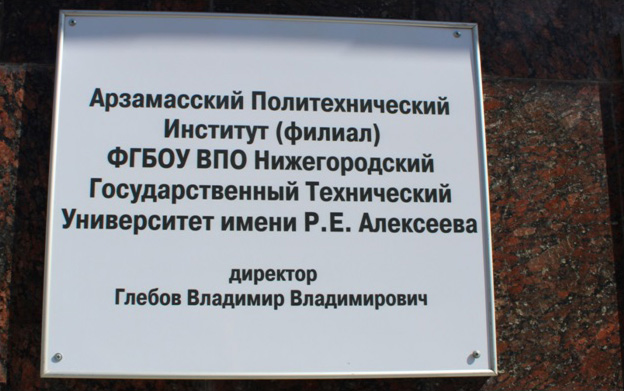 Арзамасский Политехнический
Институт (филиал)
ФГБОУ ВПО Нижегородский
Государственный Технический
Университет имени Р.Е. Алексеева
директор
Глебов Владимир Владимирович